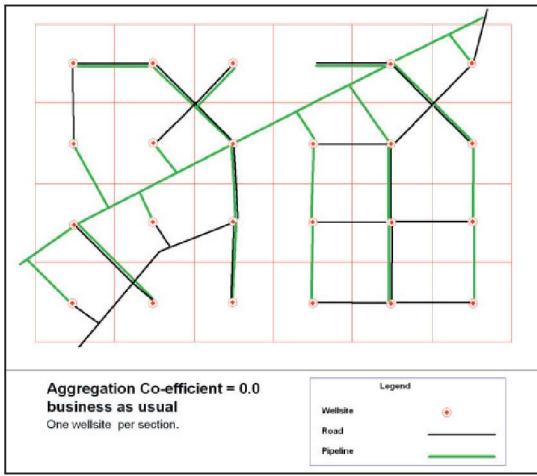 Aggregation Co-efficient = 0.0
business as usual
One wellsite per section.
Legend
Wellsite
Road
Pipeline